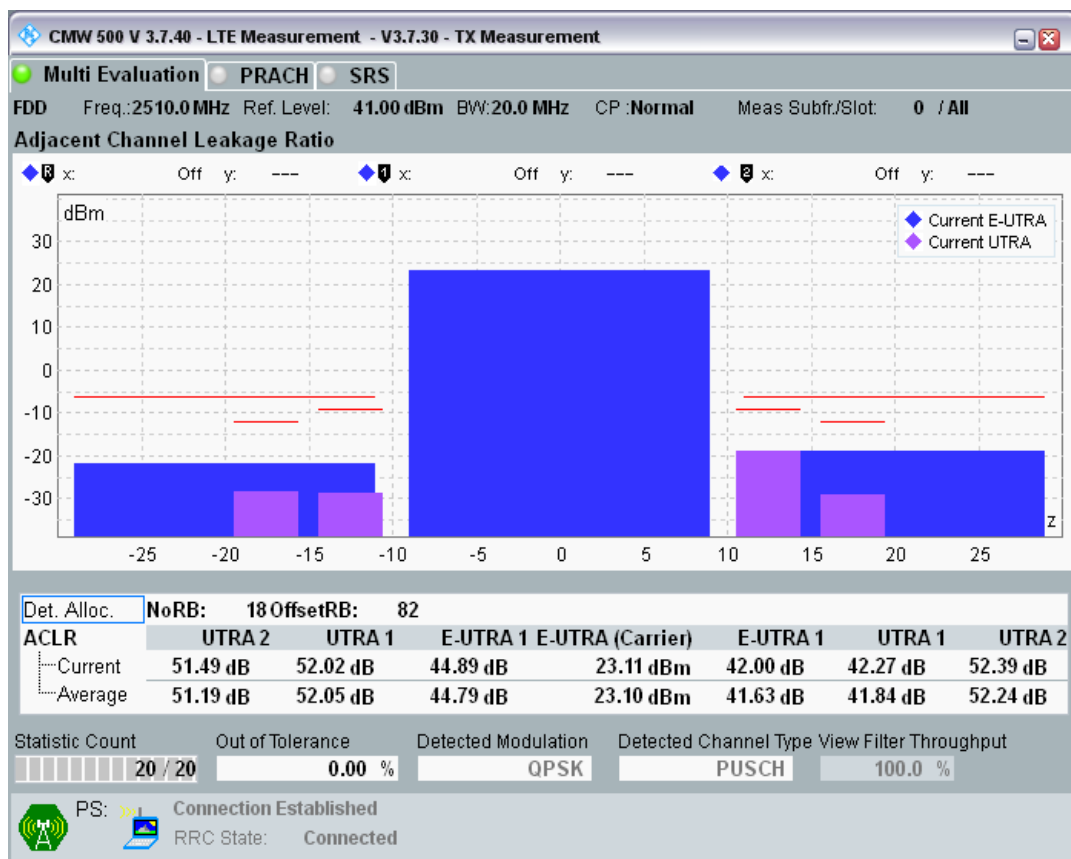 CMW 500 V 3.7.40 - LTE Measurement - V3.7.30 - TX Measurement
Multi Evaluation PRACH SRS
FDD Freq.:2510.0 MHz Ref. Level: 41.00 dBm BW:20.0 MHz CP :Normal Meas Subfr./Slot: 0 / All
Adjacent Channel Leakage Ratio
R x: Off y: --- 1 x: Off y: --- 2 x: Off y: ---
dBm
Current E-UTRA
Current UTRA
30
20
10
0
-10
-20
-30
z
-25 -20 -15 -10 -5 0 5 10 15 20 25
Det. Alloc. NoRB: 18 OffsetRB: 82
ACLR UTRA 2 UTRA 1 E-UTRA 1 E-UTRA (Carrier) E-UTRA 1 UTRA 1 UTRA 2
Current 51.49 dB 52.02 dB 44.89 dB 23.11 dBm 42.00 dB 42.27 dB 52.39 dB
Average 51.19 dB 52.05 dB 44.79 dB 23.10 dBm 41.63 dB 41.84 dB 52.24 dB
Statistic Count Out of Tolerance Detected Modulation Detected Channel Type View Filter Throughput
20 / 20 0.00 % QPSK PUSCH 100.0 %
PS: Connection Established
RRC State: Connected